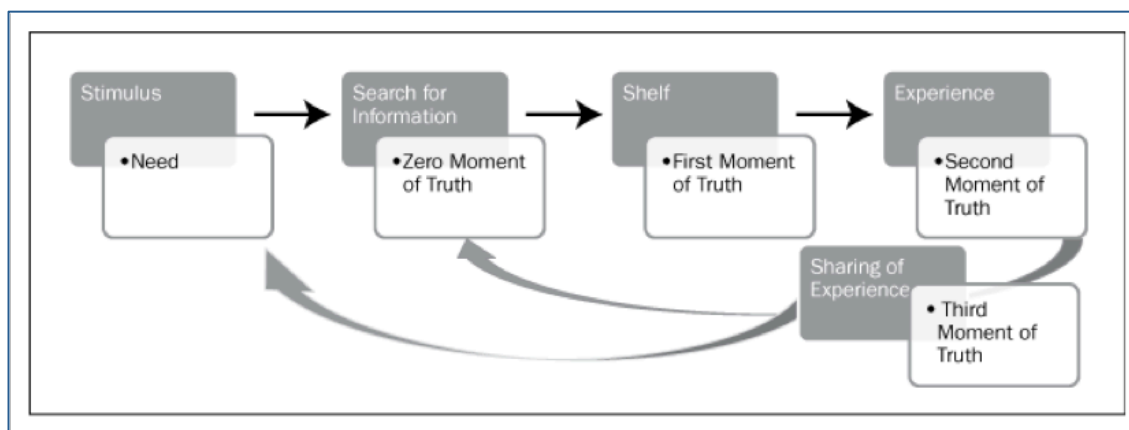 Stimulus
•Need
Search for
Information
•Zero Moment
of Truth
Shelf
•First Moment
of Truth
Experience
•Second
Moment of
Truth
Sharing of
Experience
• Third
Moment of
Truth